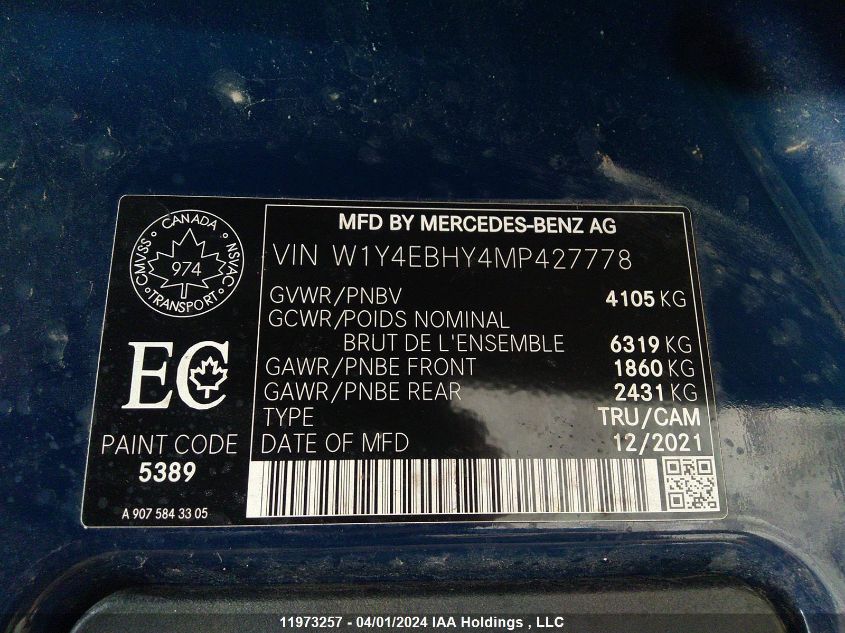 CANADA
CMVSS
NSVAC
974
TRANSPORT
MFD BY MERCEDES-BENZ AG
VIN W1Y4EBHY4MP427778
GVWR/PNBV 4105 KG
GCWR/POIDS NOMINAL
BRUT DE L'ENSEMBLE 6319 KG
GAWR/PNBE FRONT 1860 KG
GAWR/PNBE REAR 2431 KG
TYPE TRU/CAM
DATE OF MFD 12/2021
EC
PAINT CODE
5389
A 907 584 33 05
11973257 - 04/01/2024 IAA Holdings , LLC